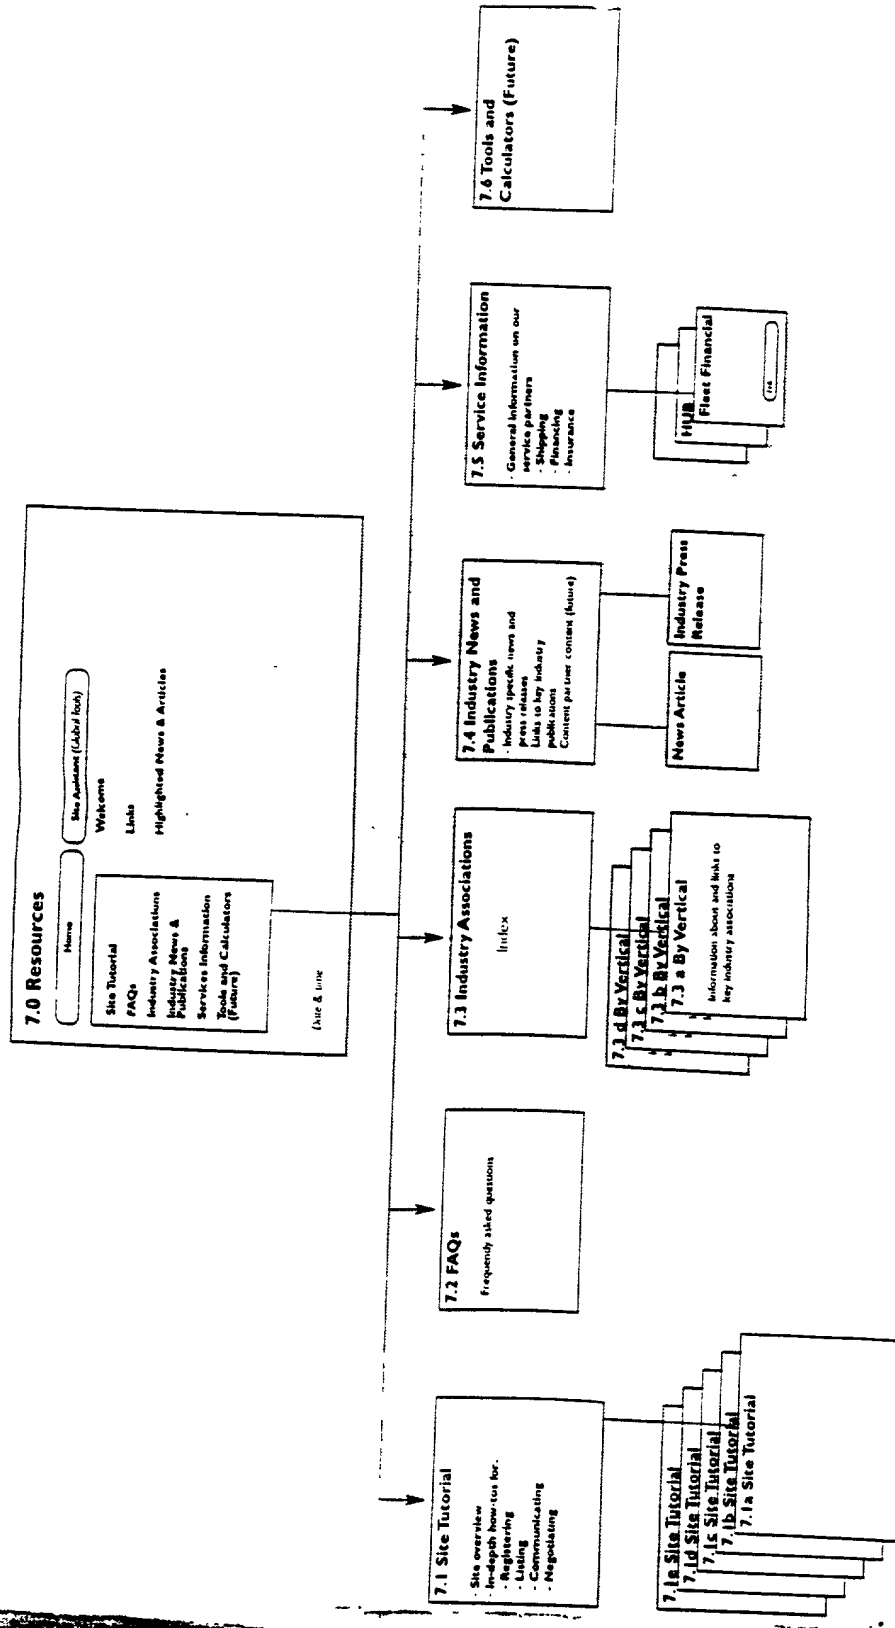 7.0 Resources
Home
Site Assistant (Global Tools)
Welcome
Links
Highlighted News & Articles
Site Tutorial
FAQs
Industry Associations
Industry News &
Publications
Services Information
Tools and Calculators
(Future)
Date & time
7.1 Site Tutorial
- Site overview
- In-depth how-tos for.
- Registering
- Listing
- Communicating
- Negotiating
7.1e Site Tutorial
7.1d Site Tutorial
7.1c Site Tutorial
7.1b Site Tutorial
7.1a Site Tutorial
7.2 FAQs
Frequently asked questions
7.3 Industry Associations
Index
7.3 d By Vertical
7.3 c By Vertical
7.3 b By Vertical
7.3 a By Vertical
Information about and links to
key industry associations
7.4 Industry News and
Publications
- Industry specific news and
press releases
Links to key industry
publications
Content partner content (future)
News Article
Industry Press
Release
7.5 Service Information
- General information on our
service partners
- Shipping
- Financing
- Insurance
HUB
Fleet Financial
7.6 Tools and
Calculators (Future)